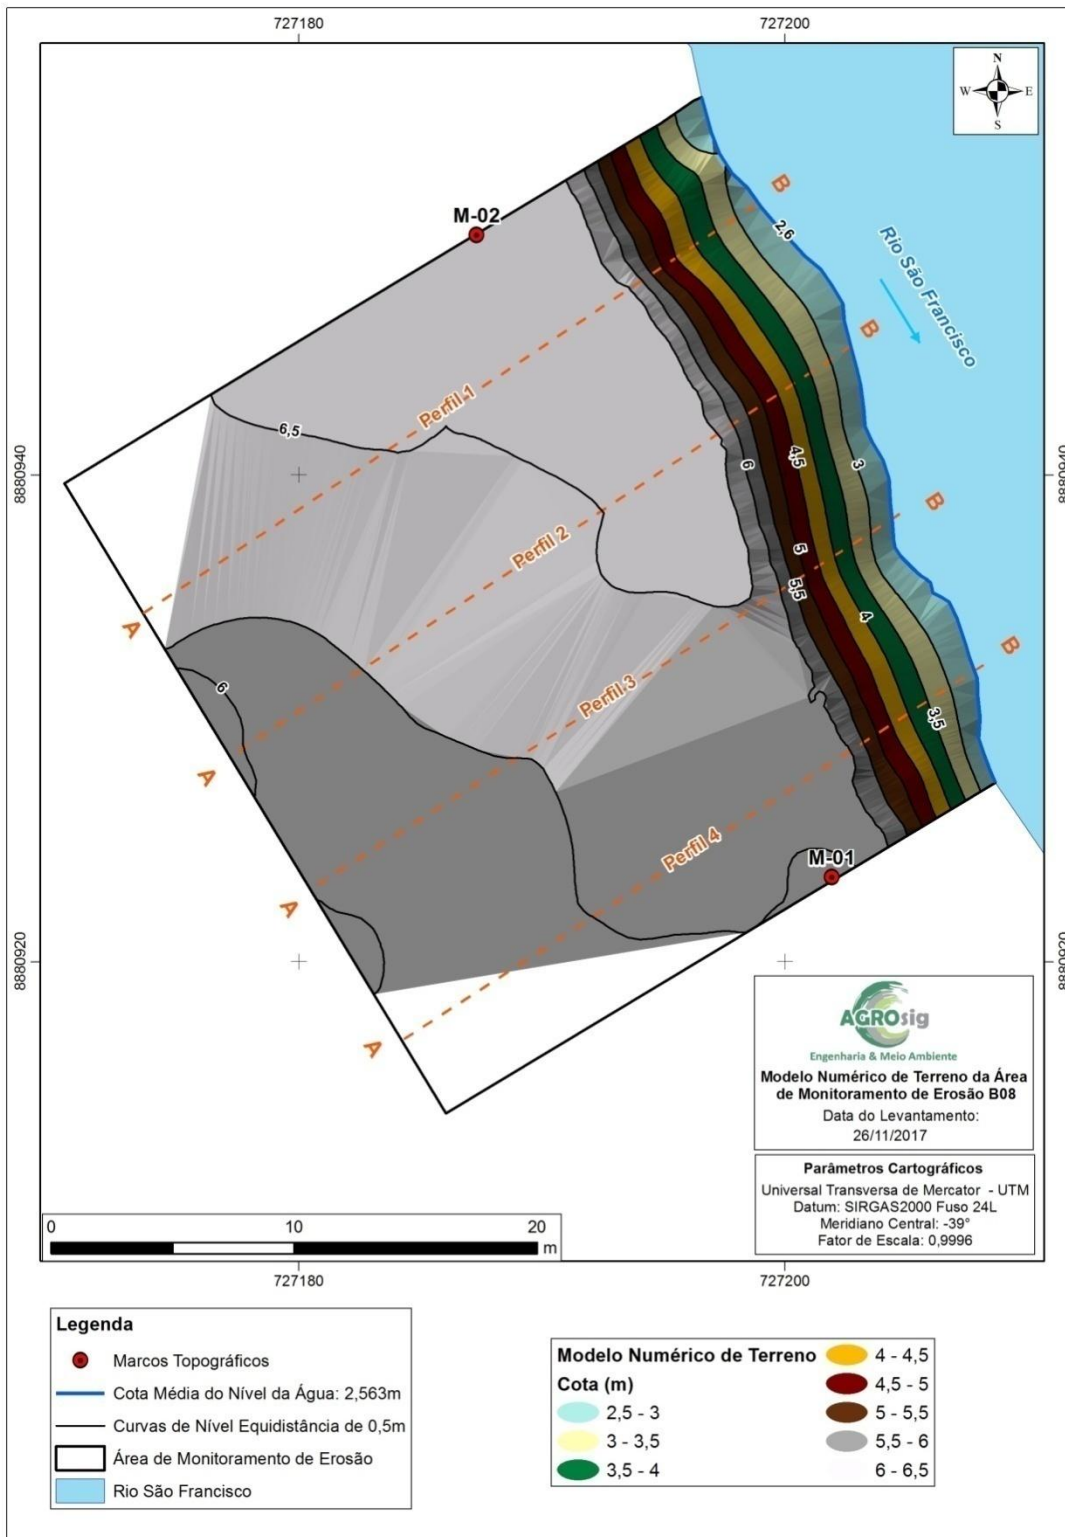 727180
727200
N
W
E
S
M-02
B
2,6
Rio São Francisco
B
Perfil 1
6,5
8880940
8880940
6
4,5
3
B
Perfil 2
5
5,5
4
A
B
6
Perfil 3
3,5
A
Perfil 4
M-01
A
8880920
8880920
A
AGROsig
Engenharia & Meio Ambiente
Modelo Numérico de Terreno da Área
de Monitoramento de Erosão B08
Data do Levantamento:
26/11/2017
Parâmetros Cartográficos
Universal Transversa de Mercator - UTM
Datum: SIRGAS2000 Fuso 24L
Meridiano Central: -39°
Fator de Escala: 0,9996
0
10
20
m
727180
727200
Legenda
Marcos Topográficos
Cota Média do Nível da Água: 2,563m
Curvas de Nível Equidistância de 0,5m
Área de Monitoramento de Erosão
Rio São Francisco
Modelo Numérico de Terreno
Cota (m)
2,5 - 3
3 - 3,5
3,5 - 4
4 - 4,5
4,5 - 5
5 - 5,5
5,5 - 6
6 - 6,5